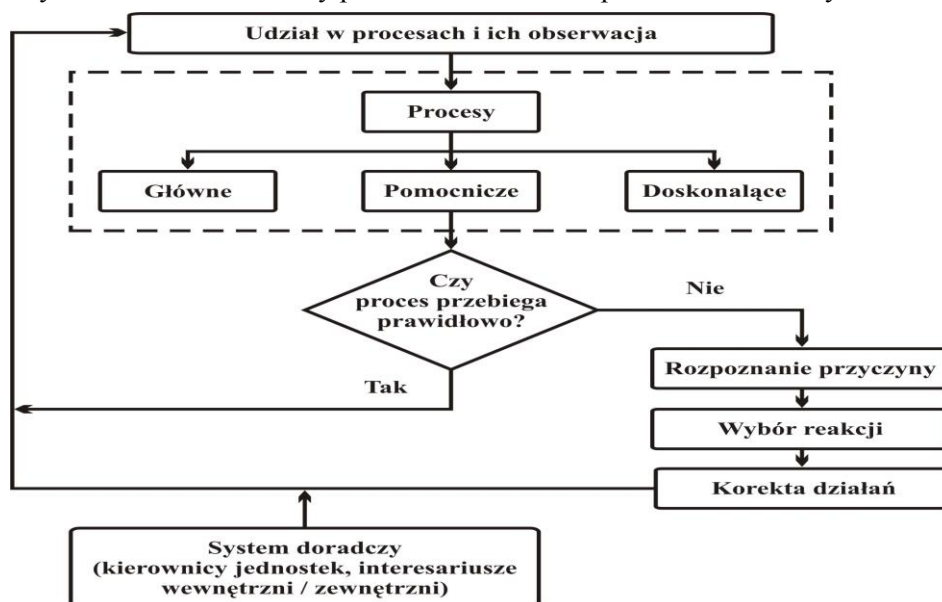 Udział w procesach i ich obserwacja
Procesy
Główne
Pomocnicze
Doskonalące
Czy
proces przebiega
prawidłowo?
Nie
Tak
Rozpoznanie przyczyny
Wybór reakcji
Korekta działań
System doradczy
(kierownicy jednostek, interesariusze
wewnętrzni / zewnętrzni)